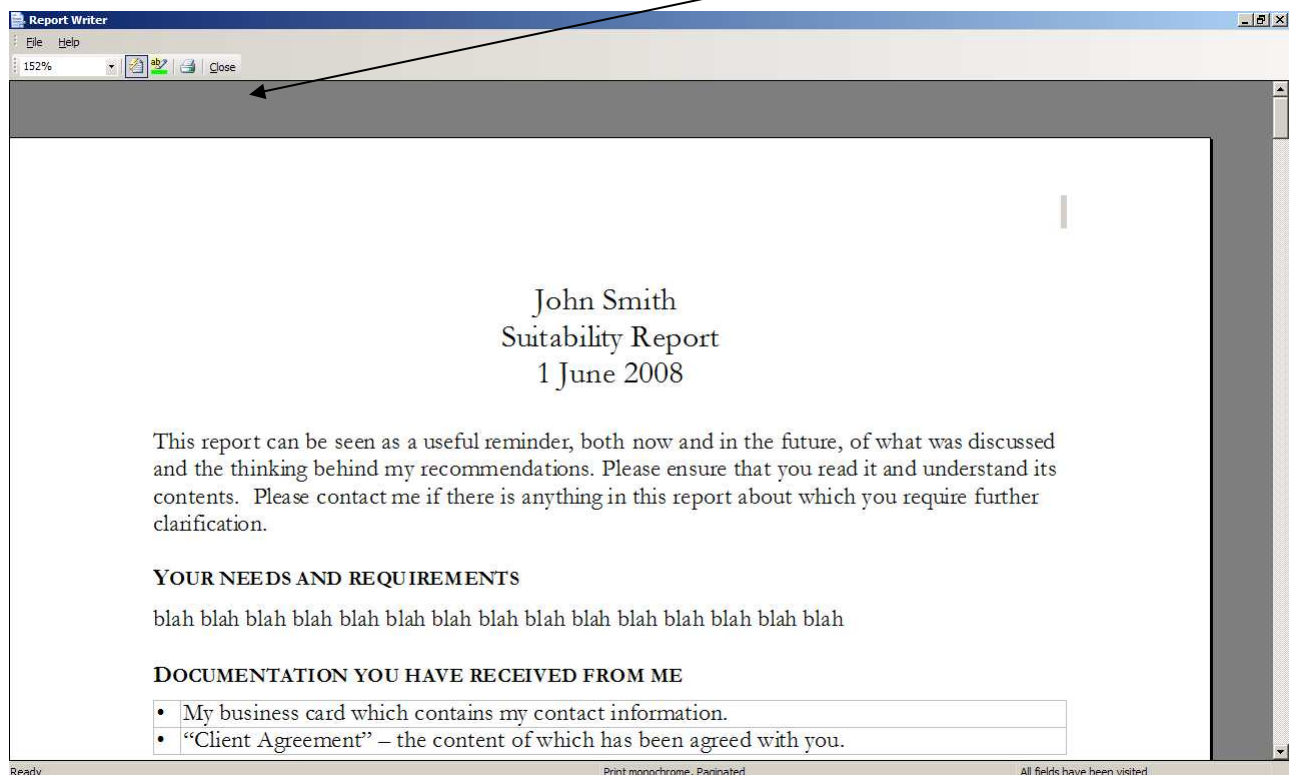 Report Writer
File Help
152% ab Close
John Smith
Suitability Report
1 June 2008
This report can be seen as a useful reminder, both now and in the future, of what was discussed
and the thinking behind my recommendations. Please ensure that you read it and understand its
contents.  Please contact me if there is anything in this report about which you require further
clarification.
YOUR NEEDS AND REQUIREMENTS
blah blah blah blah blah blah blah blah blah blah blah blah blah blah blah
DOCUMENTATION YOU HAVE RECEIVED FROM ME
• My business card which contains my contact information.
• “Client Agreement” – the content of which has been agreed with you.
Ready Print monochrome, Paginated All fields have been visited